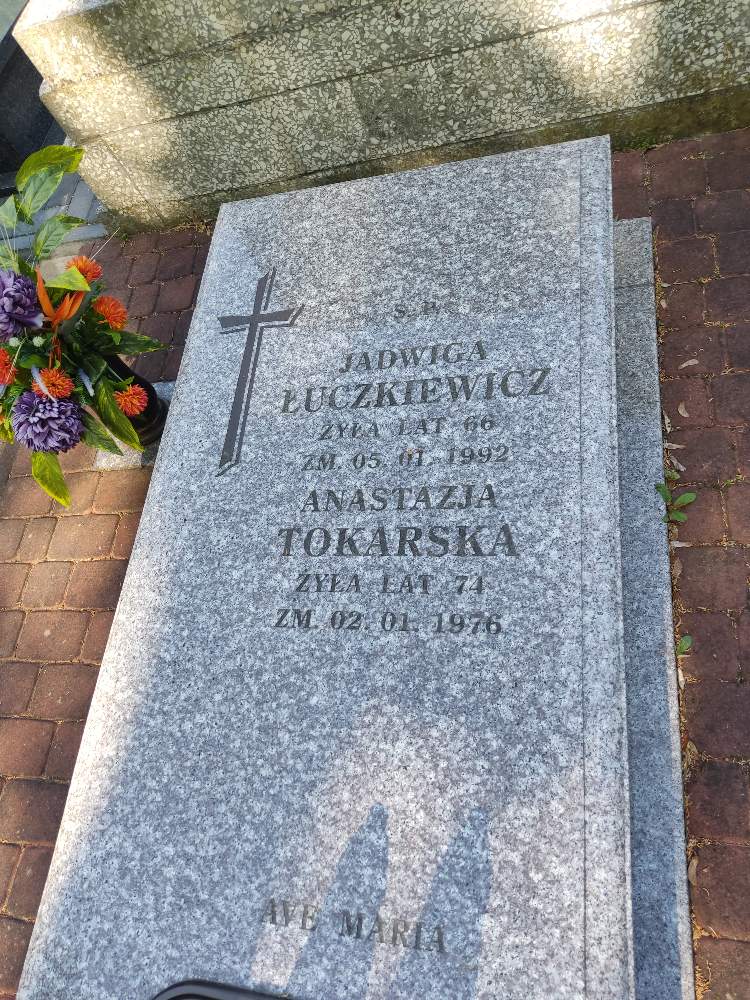 Ś. P.
JADWIGA
ŁUCZKIEWICZ
ŻYŁA LAT 66
ZM. 05. 01. 1992
ANASTAZJA
TOKARSKA
ŻYŁA LAT 74
ZM. 02. 01. 1976
AVE MARIA